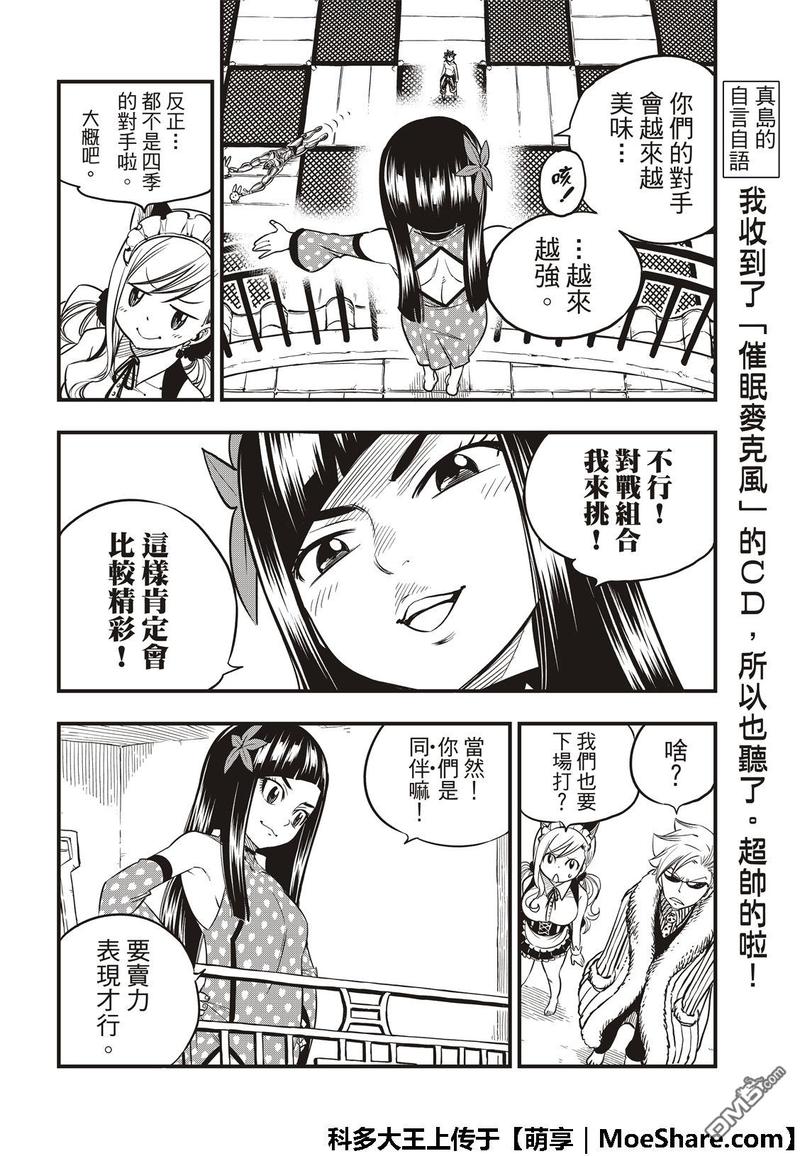 真島的
自言自語
我收到了「催眠麥克風」的CD，所以也聽了。超帥的啦！
你們的對手
會越來越
美味…
咳！
…越來
越強。
反正…
都不是四季
的對手啦。
大概吧。
不行！
對戰組合
我來挑！
這樣肯定會
比較精彩！
啥？
我們也要
下場打？
當然！
你們是
同伴嘛！
要賣力
表現才行。
DM5.com
科多大王上传于【萌享｜MoeShare.com】